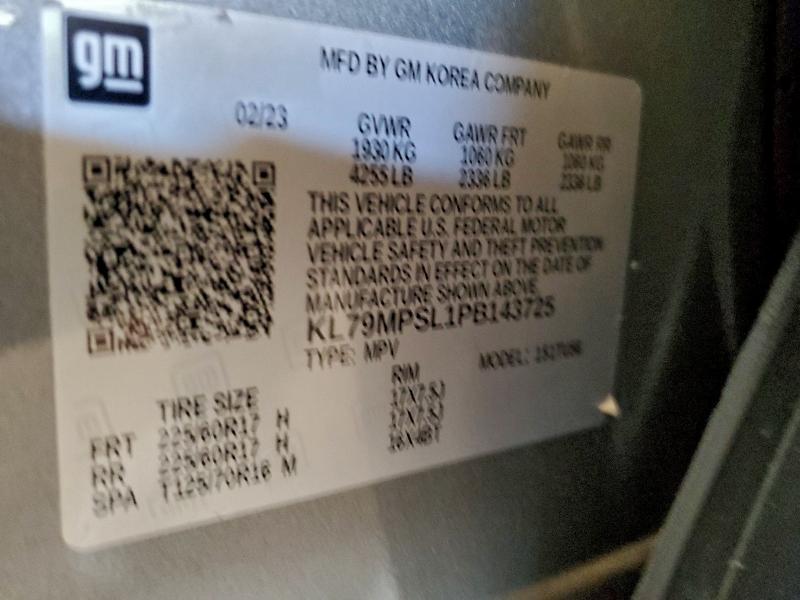 gm
MFD BY GM KOREA COMPANY
02/23
GVWR GAWR FRT GAWR RR
1930 KG 1060 KG 1060 KG
4255 LB 2336 LB 2336 LB
THIS VEHICLE CONFORMS TO ALL
APPLICABLE U.S. FEDERAL MOTOR
VEHICLE SAFETY AND THEFT PREVENTION
STANDARDS IN EFFECT ON THE DATE OF
MANUFACTURE SHOWN ABOVE.
KL79MPSL1PB143725
TYPE: MPV MODEL:
TIRE SIZE RIM
FRT 225/60R17 H 17X7.5J
RR 225/60R17 H 17X7.5J
SPA T125/70R16 M 16X4BT